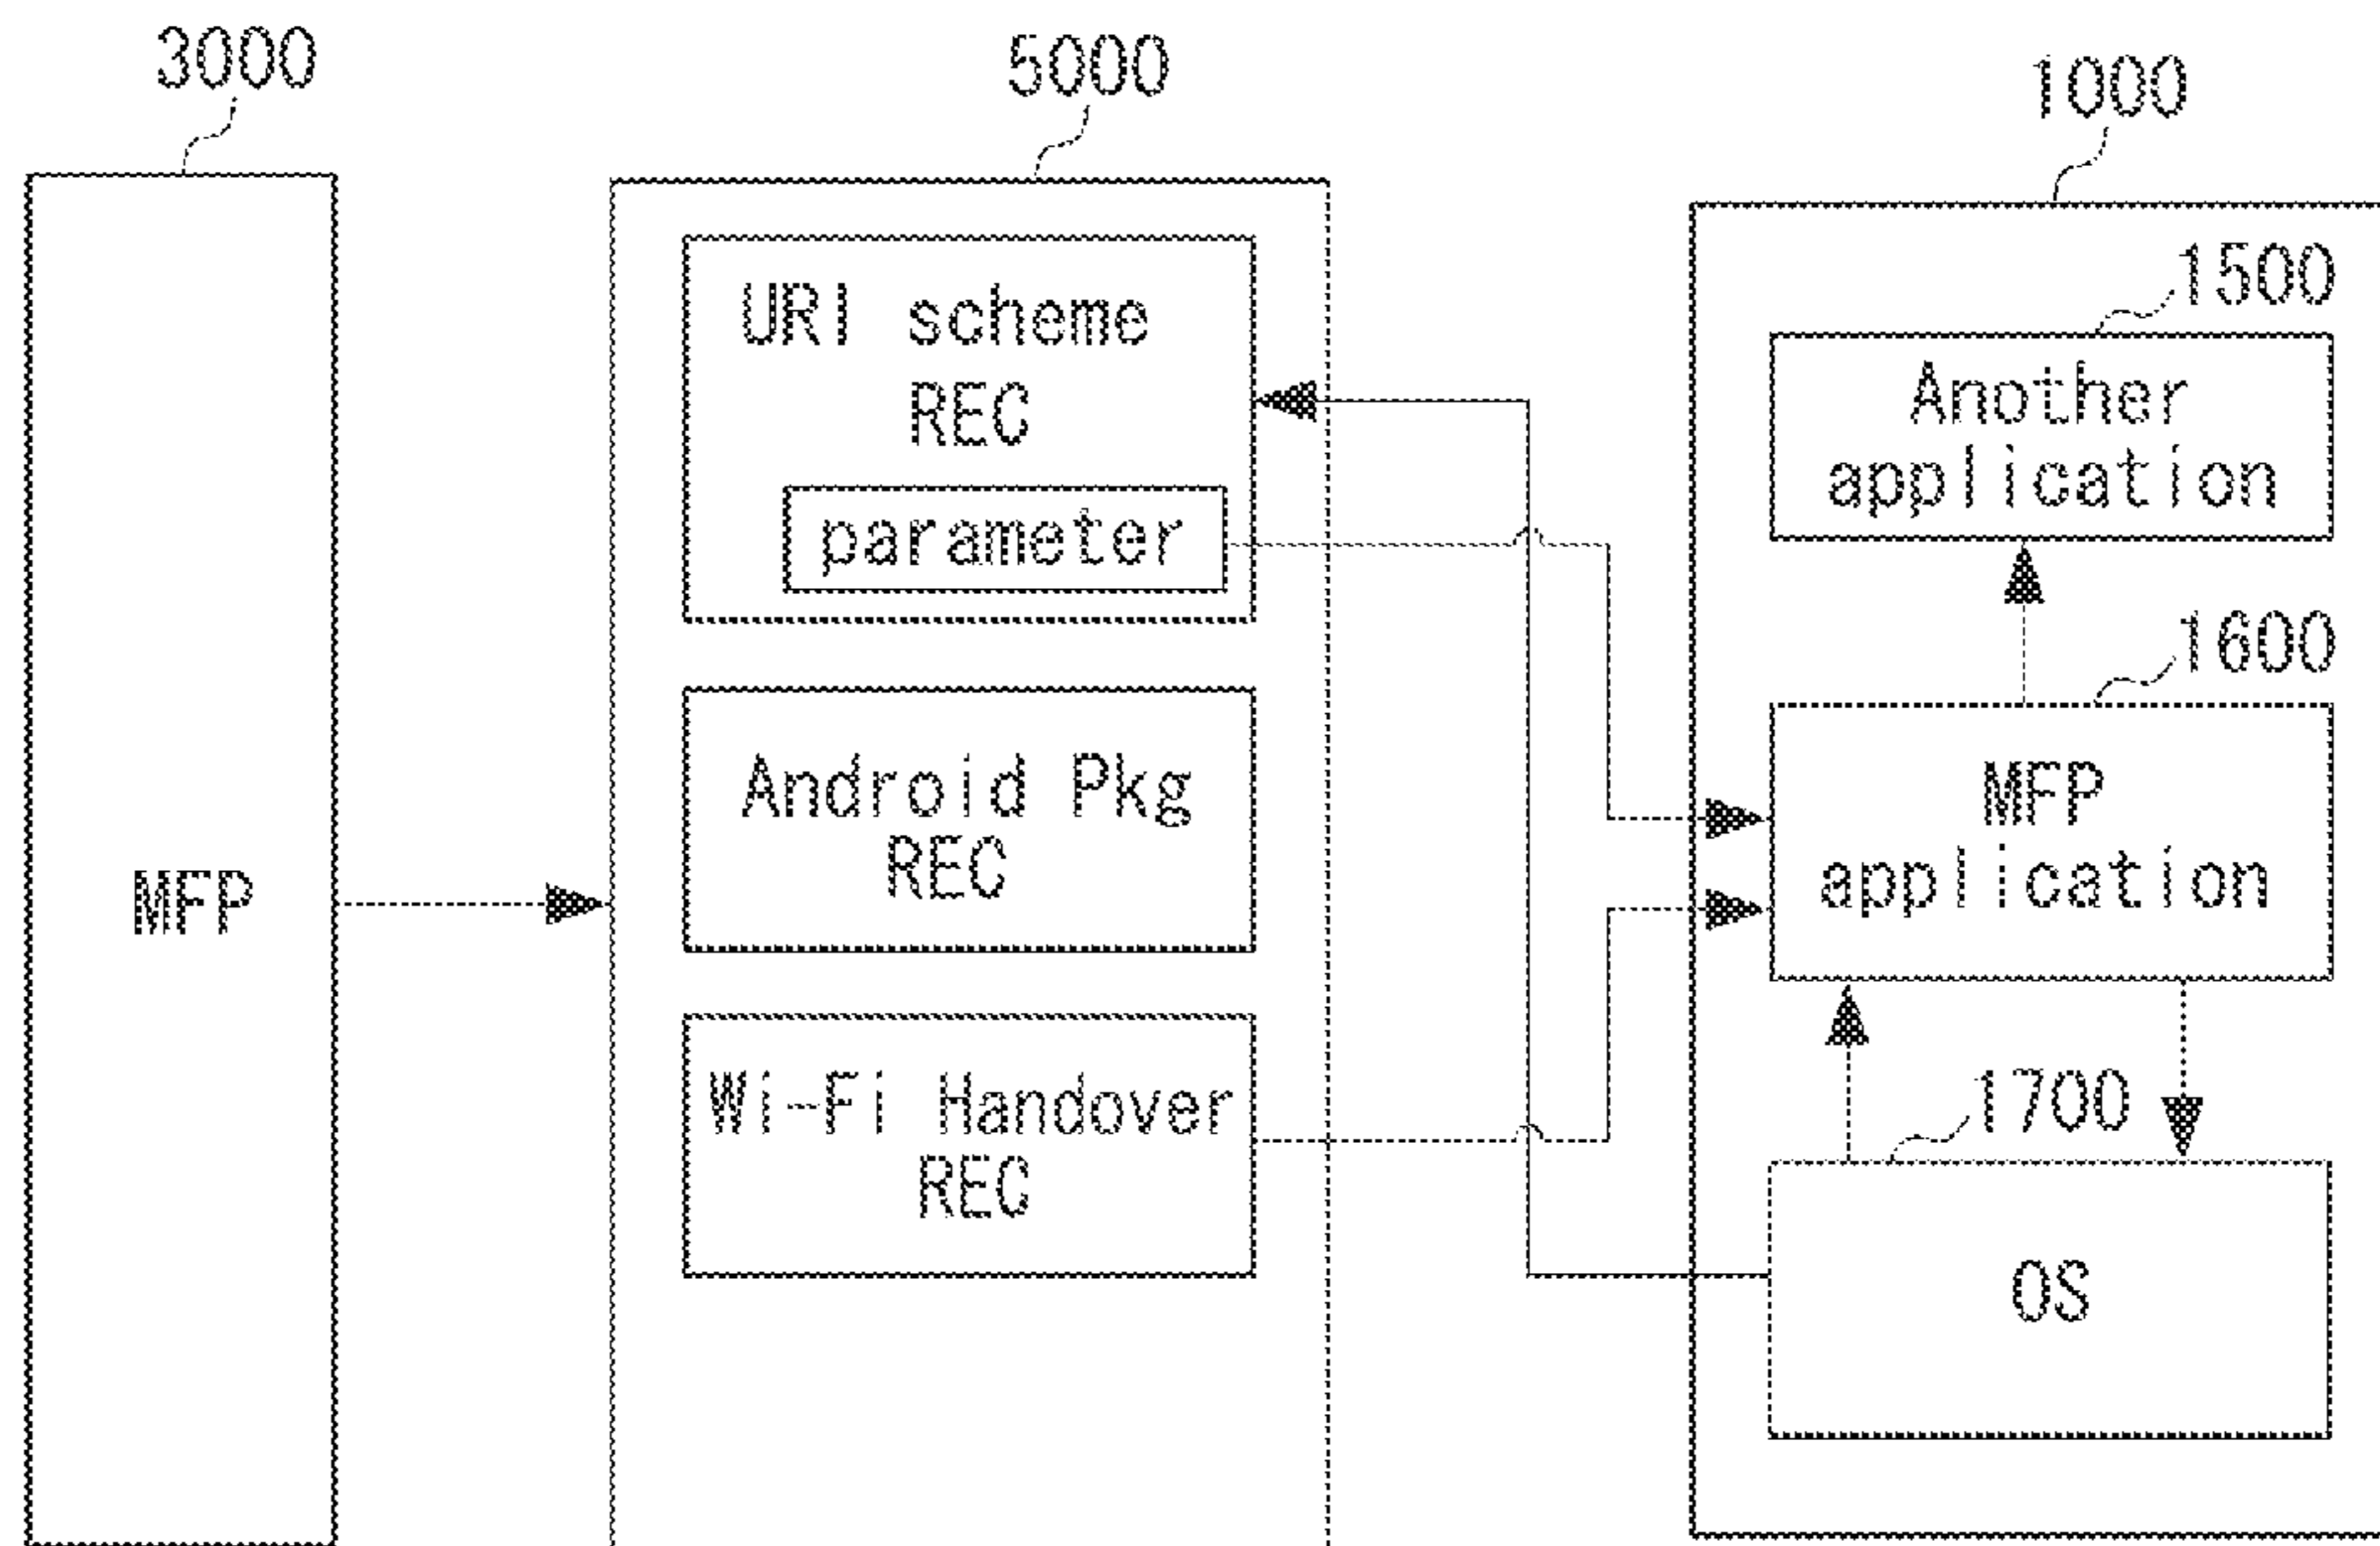 3000
5000
1000
MFP
URI scheme
REC
parameter
Android Pkg
REC
Wi-Fi Handover
REC
1500
Another
application
1600
MFP
application
1700
OS